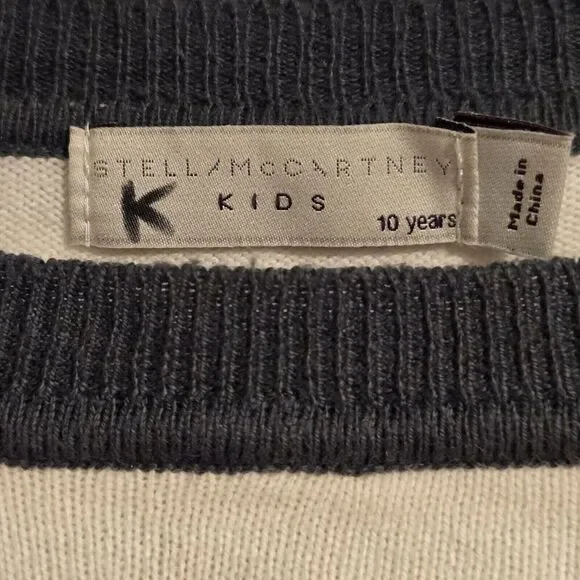 STELLA McCARTNEY
K KIDS
10 years
Made in
China